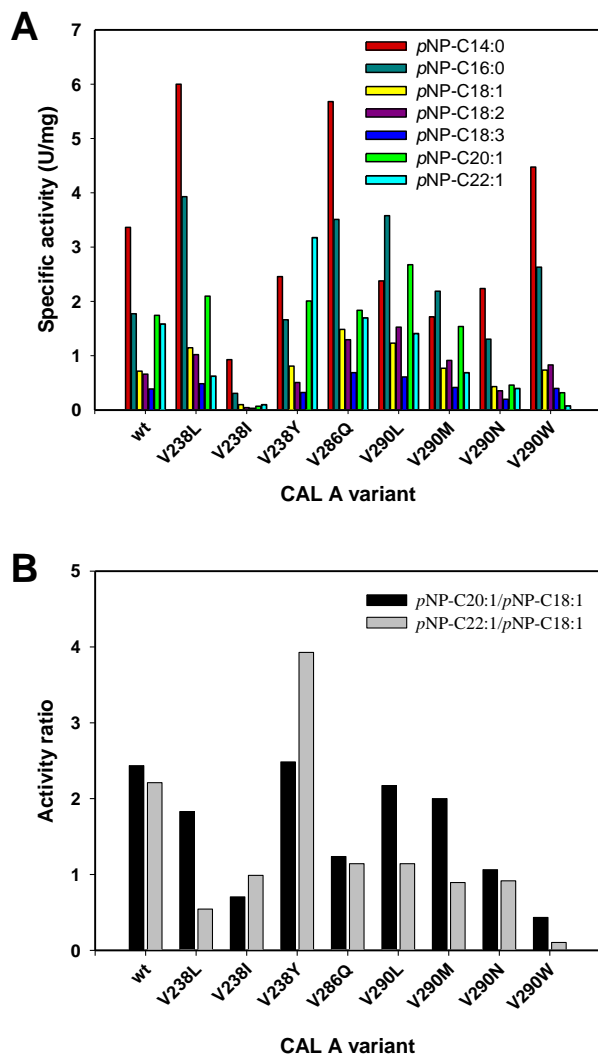 A
7
6
5
4
3
2
1
0
Specific activity (U/mg)
pNP-C14:0
pNP-C16:0
pNP-C18:1
pNP-C18:2
pNP-C18:3
pNP-C20:1
pNP-C22:1
wt
V238L
V238I
V238Y
V286Q
V290L
V290M
V290N
V290W
CAL A variant
B
5
4
3
2
1
0
Activity ratio
pNP-C20:1/pNP-C18:1
pNP-C22:1/pNP-C18:1
wt
V238L
V238I
V238Y
V286Q
V290L
V290M
V290N
V290W
CAL A variant